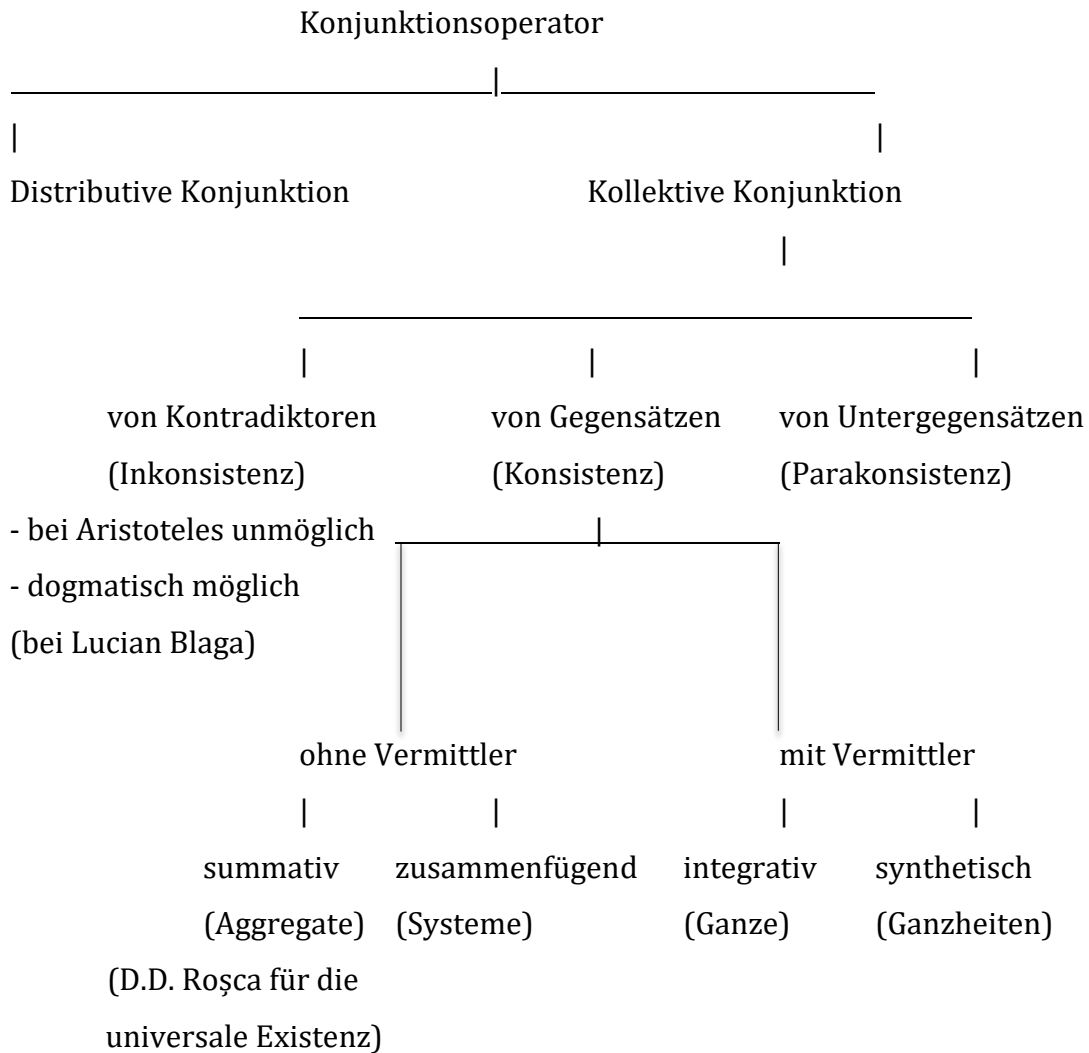 Konjunktionsoperator
Distributive Konjunktion Kollektive Konjunktion
von Kontradiktoren von Gegensätzen von Untergegensätzen
(Inkonsistenz) (Konsistenz) (Parakonsistenz)
- bei Aristoteles unmöglich
- dogmatisch möglich
(bei Lucian Blaga)
ohne Vermittler mit Vermittler
summativ zusammenfügend integrativ synthetisch
(Aggregate) (Systeme) (Ganze) (Ganzheiten)
(D.D. Roșca für die
universale Existenz)